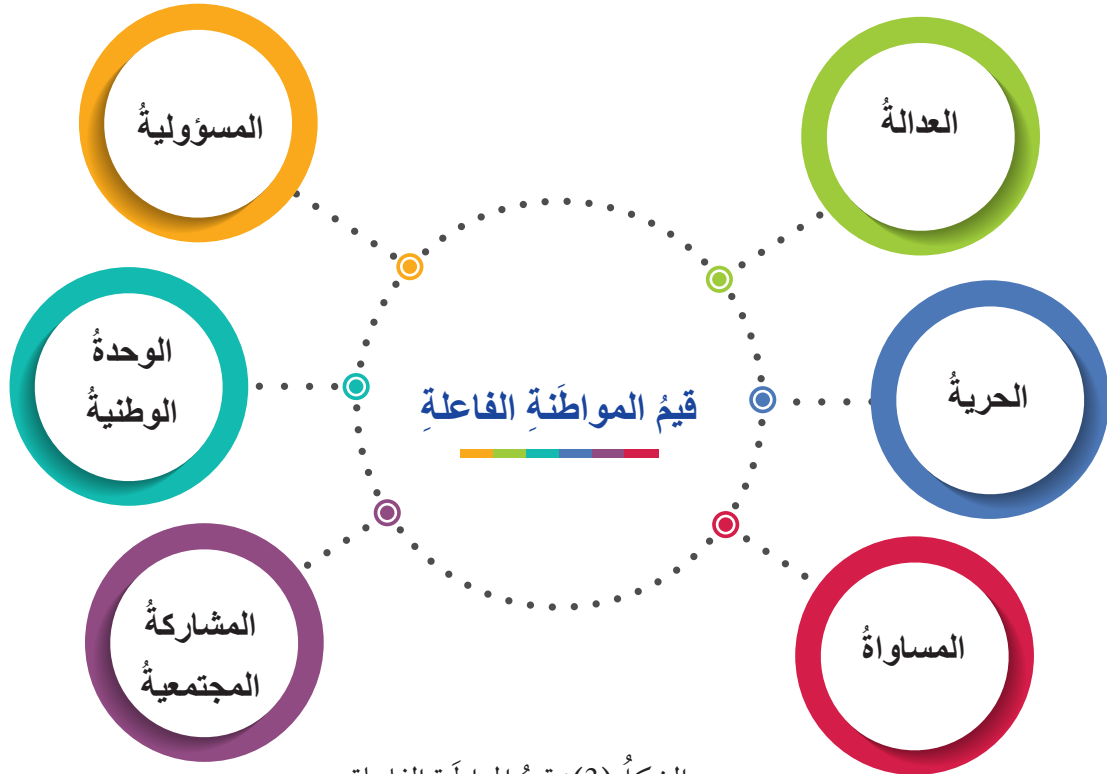 العدالةُ
المسؤوليةُ
الحريةُ
قيمُ المواطَنةِ الفاعلةِ
الوحدةُ
الوطنيةُ
المساواةُ
المشاركةُ
المجتمعيةُ